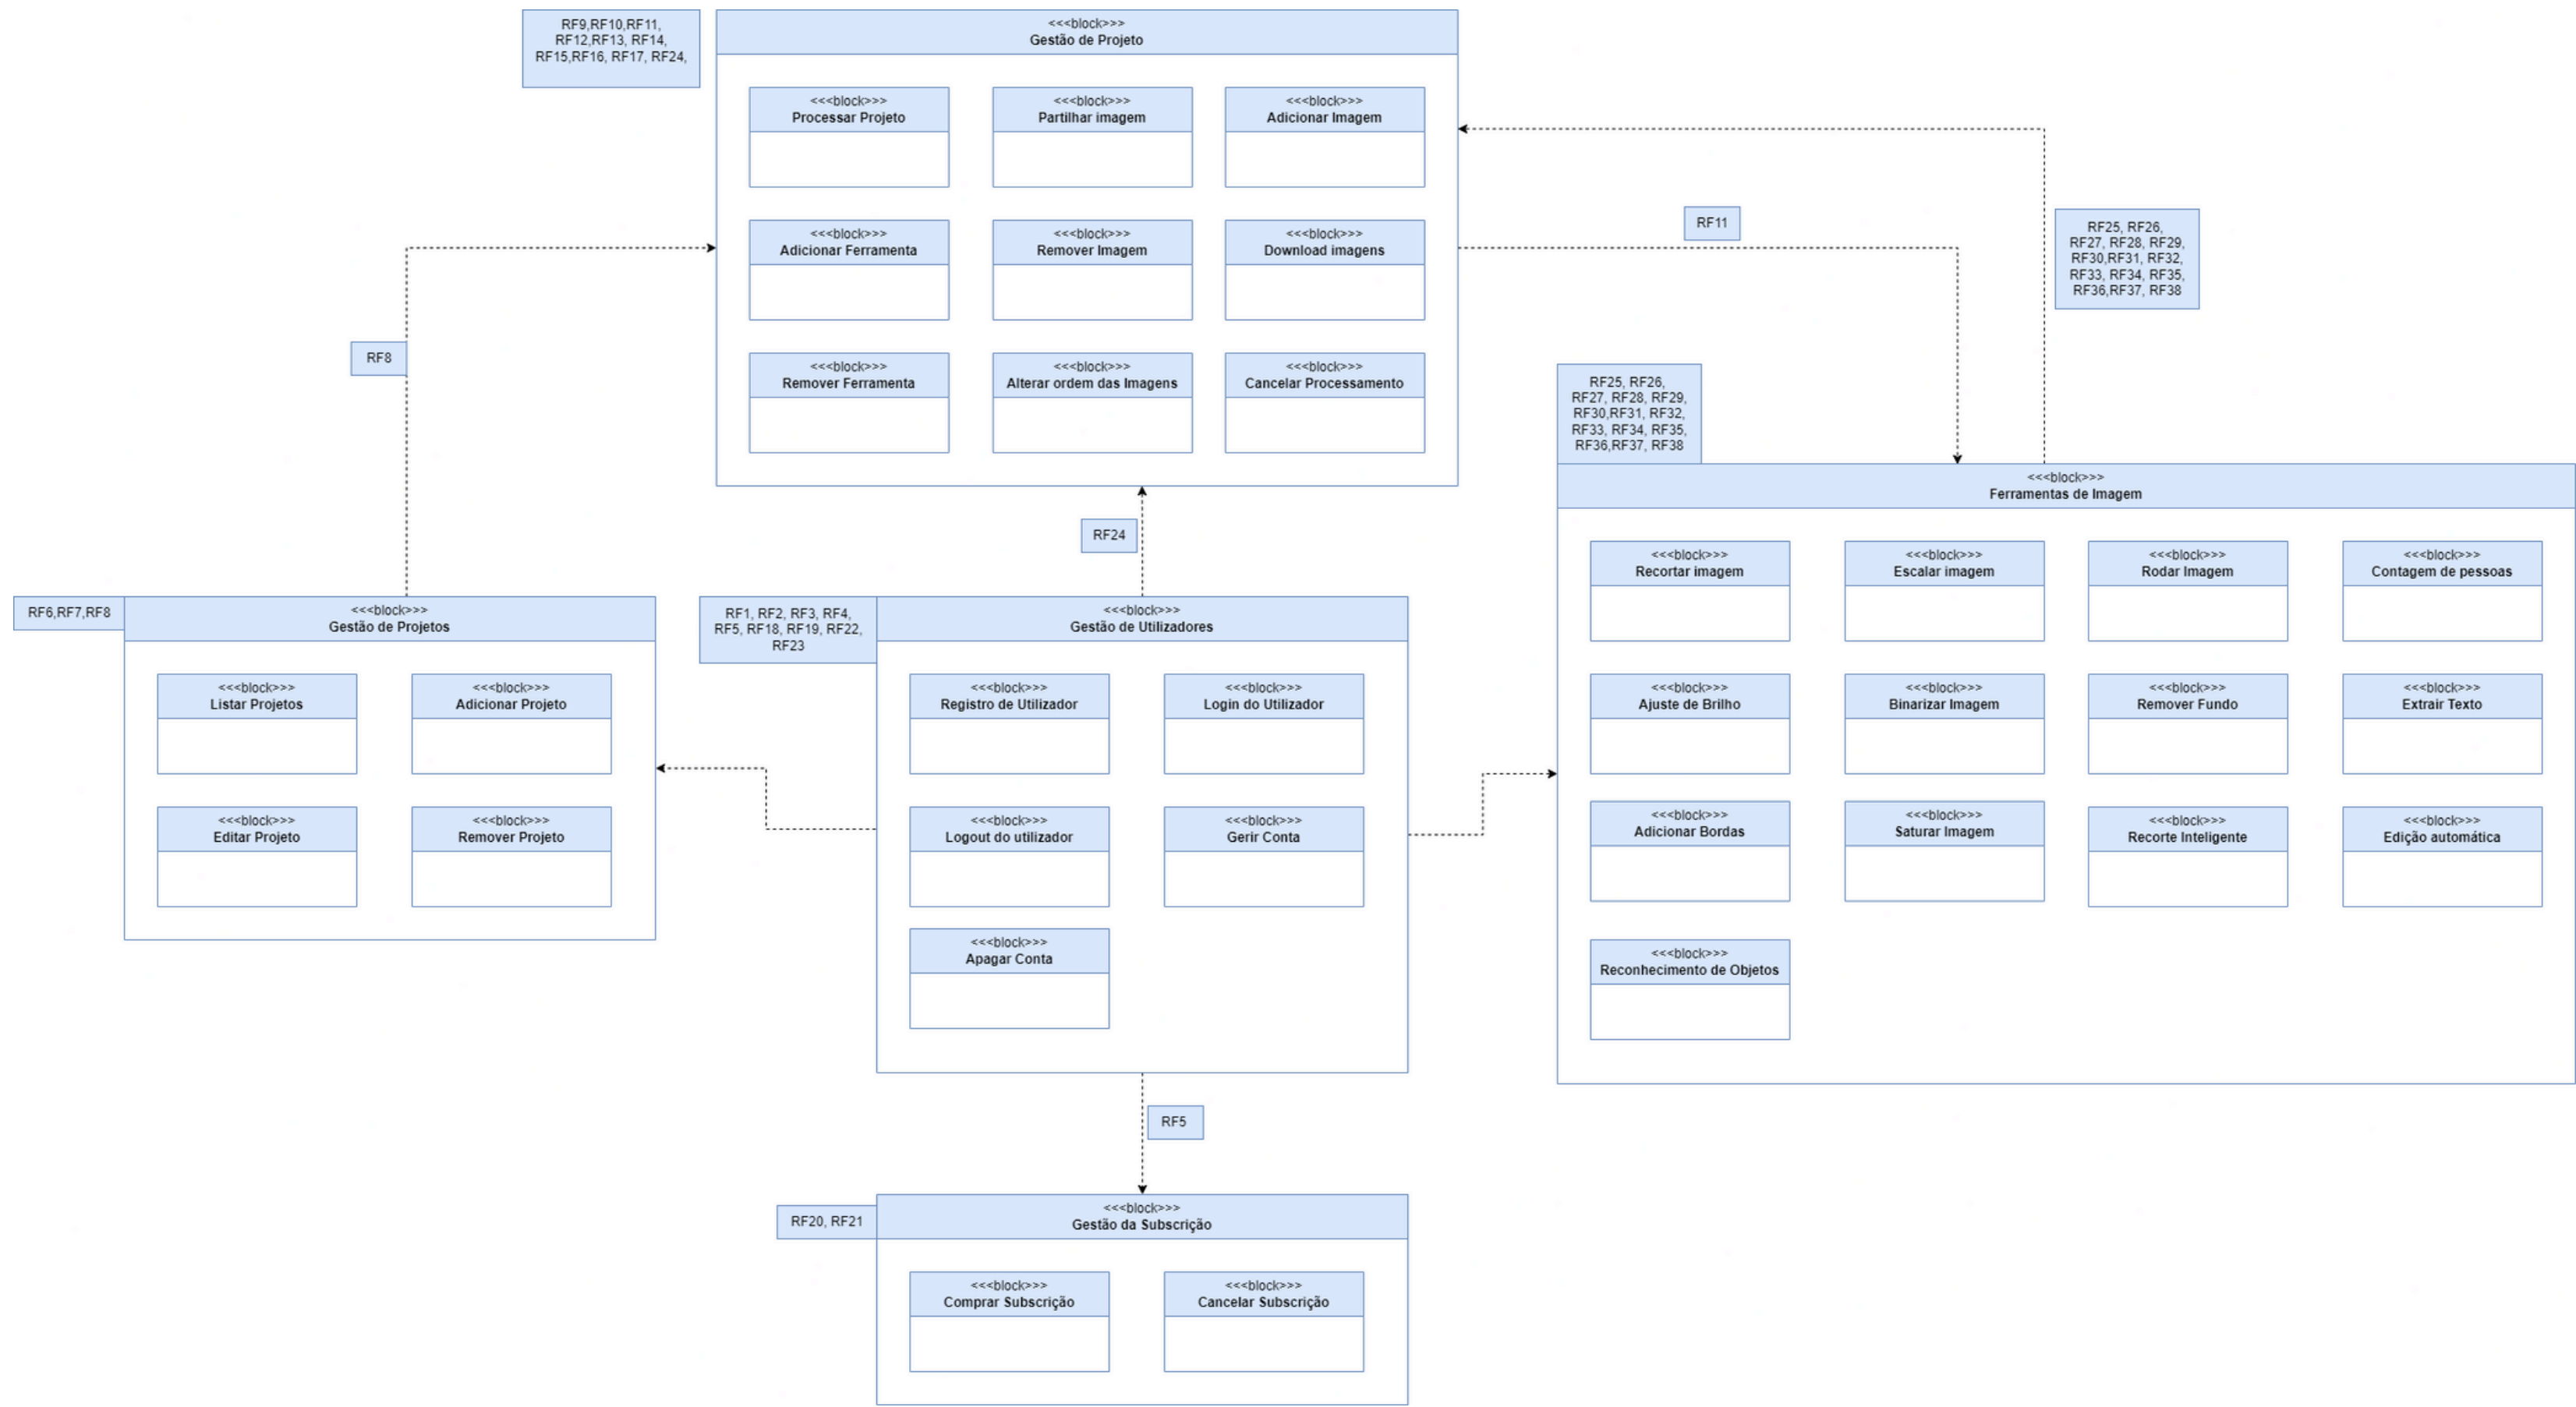 RF9,RF10,RF11,
RF12,RF13, RF14,
RF15,RF16, RF17, RF24,
<<<block>>>
Gestão de Projeto
<<<block>>>
Processar Projeto
<<<block>>>
Partilhar imagem
<<<block>>>
Adicionar Imagem
<<<block>>>
Adicionar Ferramenta
<<<block>>>
Remover Imagem
<<<block>>>
Download imagens
<<<block>>>
Remover Ferramenta
<<<block>>>
Alterar ordem das Imagens
<<<block>>>
Cancelar Processamento
RF11
RF25, RF26,
RF27, RF28, RF29,
RF30,RF31, RF32,
RF33, RF34, RF35,
RF36,RF37, RF38
RF8
RF24
RF25, RF26,
RF27, RF28, RF29,
RF30,RF31, RF32,
RF33, RF34, RF35,
RF36,RF37, RF38
<<<block>>>
Ferramentas de Imagem
<<<block>>>
Recortar imagem
<<<block>>>
Escalar imagem
<<<block>>>
Rodar Imagem
<<<block>>>
Contagem de pessoas
<<<block>>>
Ajuste de Brilho
<<<block>>>
Binarizar Imagem
<<<block>>>
Remover Fundo
<<<block>>>
Extrair Texto
<<<block>>>
Adicionar Bordas
<<<block>>>
Saturar Imagem
<<<block>>>
Recorte Inteligente
<<<block>>>
Edição automática
<<<block>>>
Reconhecimento de Objetos
RF6,RF7,RF8
<<<block>>>
Gestão de Projetos
<<<block>>>
Listar Projetos
<<<block>>>
Adicionar Projeto
<<<block>>>
Editar Projeto
<<<block>>>
Remover Projeto
RF1, RF2, RF3, RF4,
RF5, RF18, RF19, RF22,
RF23
<<<block>>>
Gestão de Utilizadores
<<<block>>>
Registro de Utilizador
<<<block>>>
Login do Utilizador
<<<block>>>
Logout do utilizador
<<<block>>>
Gerir Conta
<<<block>>>
Apagar Conta
RF5
RF20, RF21
<<<block>>>
Gestão da Subscrição
<<<block>>>
Comprar Subscrição
<<<block>>>
Cancelar Subscrição